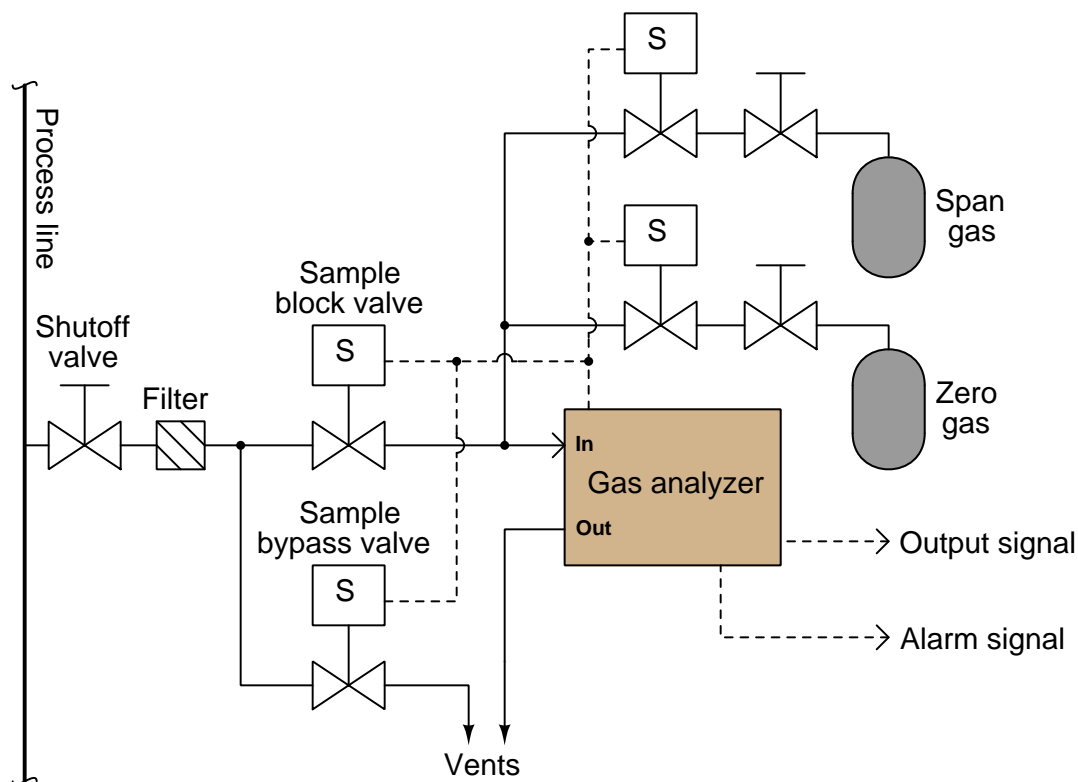 S
Process line
Span
gas
S
Sample
block valve
Shutoff
valve
S
Filter
Zero
gas
In
Gas analyzer
Sample
bypass valve
Out
Output signal
S
Alarm signal
Vents